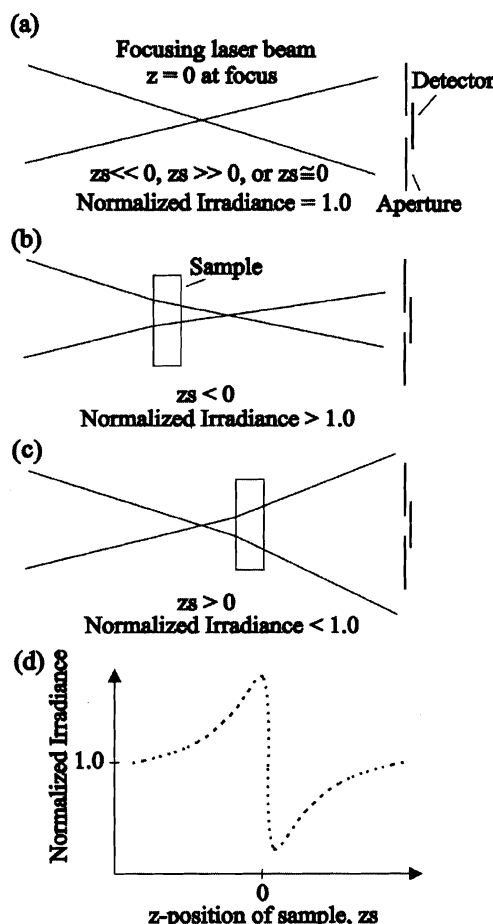 (a)
Focusing laser beam
z = 0 at focus
Detector
zs<< 0, zs >> 0, or zs≅0
Normalized Irradiance = 1.0
Aperture
(b)
Sample
zs < 0
Normalized Irradiance > 1.0
(c)
zs > 0
Normalized Irradiance < 1.0
(d)
Normalized Irradiance
1.0
0
z-position of sample, zs